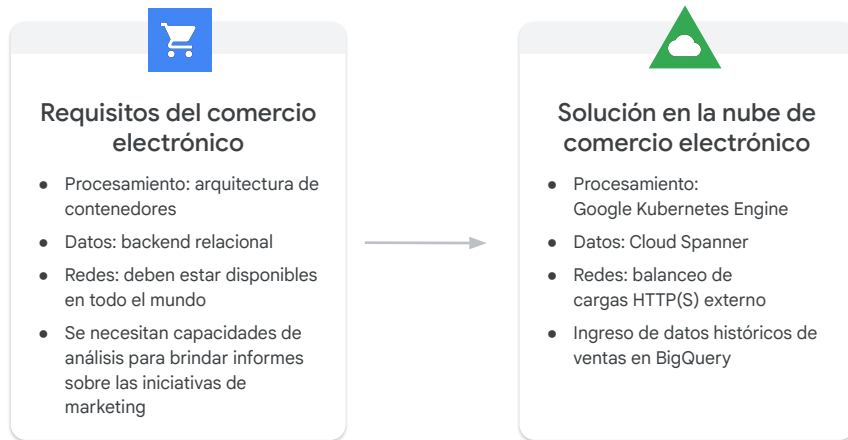 Requisitos del comercio
electrónico
● Procesamiento: arquitectura de
contenedores
● Datos: backend relacional
● Redes: deben estar disponibles
en todo el mundo
● Se necesitan capacidades de
análisis para brindar informes
sobre las iniciativas de
marketing
Solución en la nube de
comercio electrónico
● Procesamiento:
Google Kubernetes Engine
● Datos: Cloud Spanner
● Redes: balanceo de
cargas HTTP(S) externo
● Ingreso de datos históricos de
ventas en BigQuery